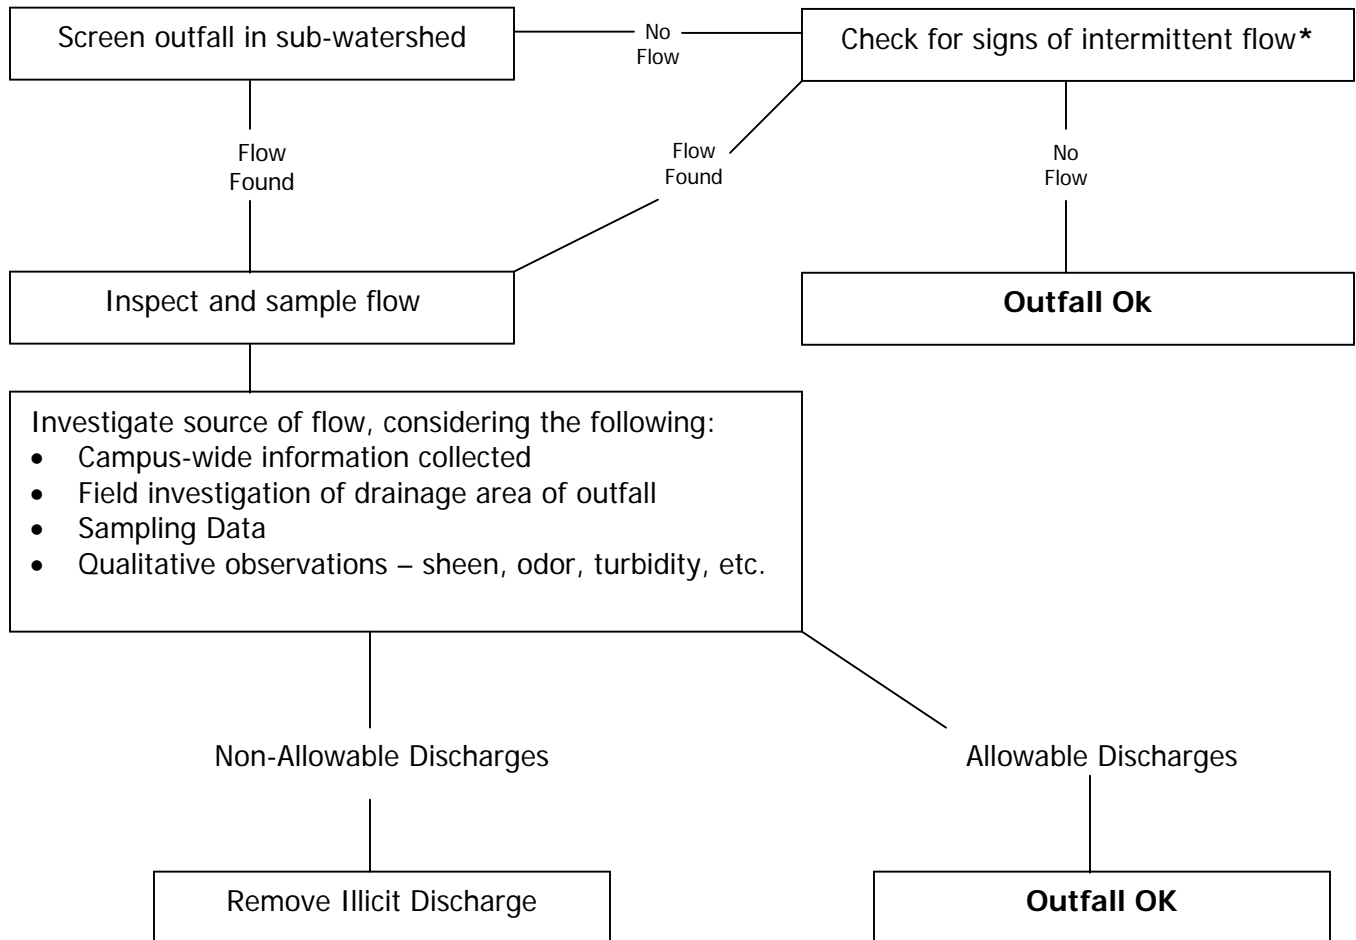 Screen outfall in sub-watershed
No
Flow
Check for signs of intermittent flow*
Flow
Found
Flow
Found
No
Flow
Inspect and sample flow
Outfall Ok
Investigate source of flow, considering the following:
• Campus-wide information collected
• Field investigation of drainage area of outfall
• Sampling Data
• Qualitative observations – sheen, odor, turbidity, etc.
Non-Allowable Discharges
Allowable Discharges
Remove Illicit Discharge
Outfall OK